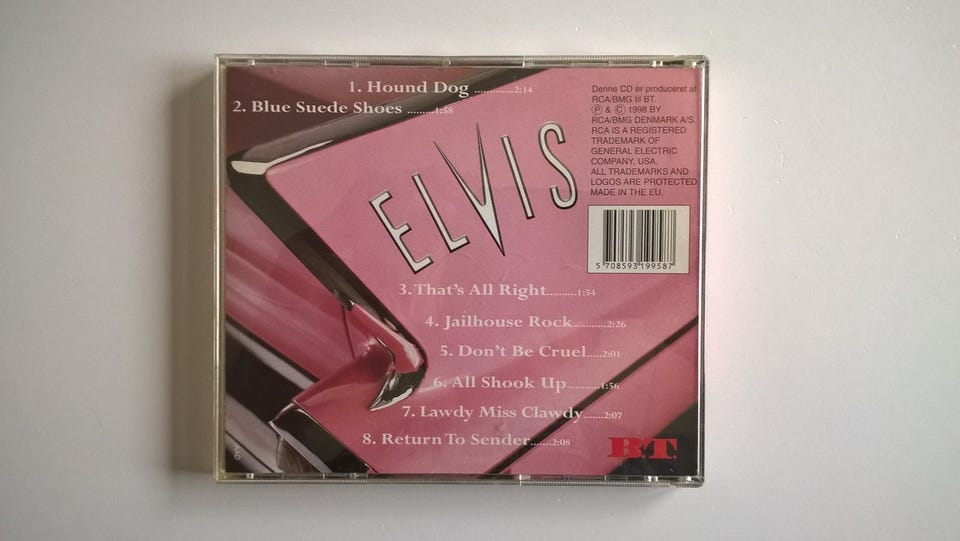 1. Hound Dog ..............2:14
2. Blue Suede Shoes .........1:58
Denne CD er produceret af
RCA/BMG til BT.
Ⓟ & © 1998 BY
RCA/BMG DENMARK A/S.
RCA IS A REGISTERED
TRADEMARK OF
GENERAL ELECTRIC
COMPANY, USA.
ALL TRADEMARKS AND
LOGOS ARE PROTECTED
MADE IN THE EU.
ELVIS
5 708593 199587
3. That's All Right..........1:54
4. Jailhouse Rock...........2:26
5. Don't Be Cruel.....2:01
6. All Shook Up...........1:56
7. Lawdy Miss Clawdy.......2:07
8. Return To Sender.......2:08
B.T.